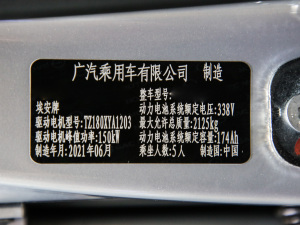 广汽乘用车有限公司 制造
整车型号:
埃安牌 动力电池系统额定电压:338V
驱动电机型号:TZ180XYA1203 最大允许总质量:2125kg
驱动电机峰值功率:150kW 动力电池系统额定容量:174Ah
制造年月:2021年06月 乘坐人数:5人 制造国:中国